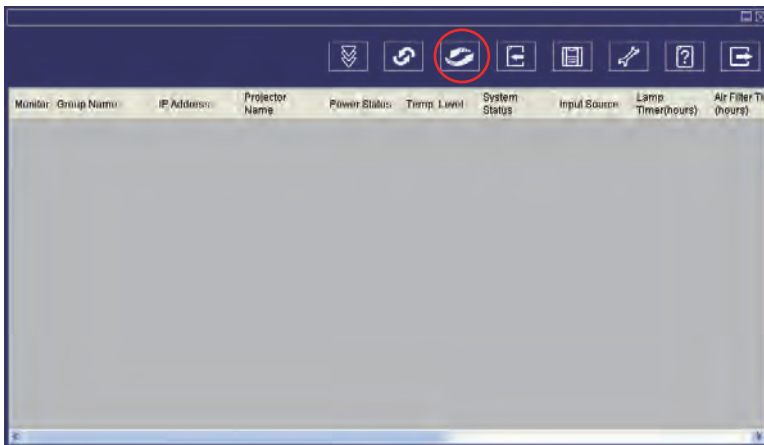 Monitor Group Name IP Address Projector Name Power Status Temp. Level System Status Input Source Lamp Timer(hours) Air Filter Ti (hours)